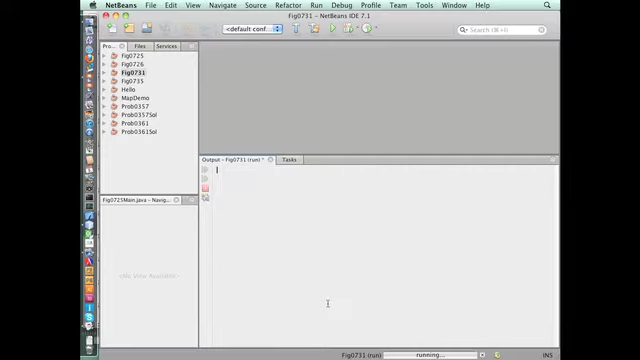 NetBeans File Edit View Navigate Source Refactor Run Debug Profile Team Tools Window Help
Fig0731 – NetBeans IDE 7.1
<default conf... Search (⌘+I)
Pro... Files Services
Fig0725
Fig0726
Fig0731
Fig0735
Hello
MapDemo
Prob0357
Prob0357Sol
Prob0361
Prob0361Sol
Output – Fig0731 (run) Tasks
Fig0725Main.java – Navig...
<No View Available>
Fig0731 (run) running... INS